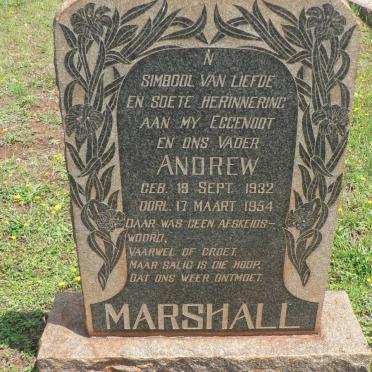 'N
SIMBOOL VAN LIEFDE
EN SOETE HERINNERING
AAN MY EGGENOOT
EN ONS VADER
ANDREW
GEB. 19 SEPT. 1932
OORL. 17 MAART 1954
DAAR WAS GEEN AFSKEIDS-
WOORD,
VAARWEL OF GROET.
MAAR SALIG IS DIE HOOP,
DAT ONS WEER ONTMOET.
MARSHALL